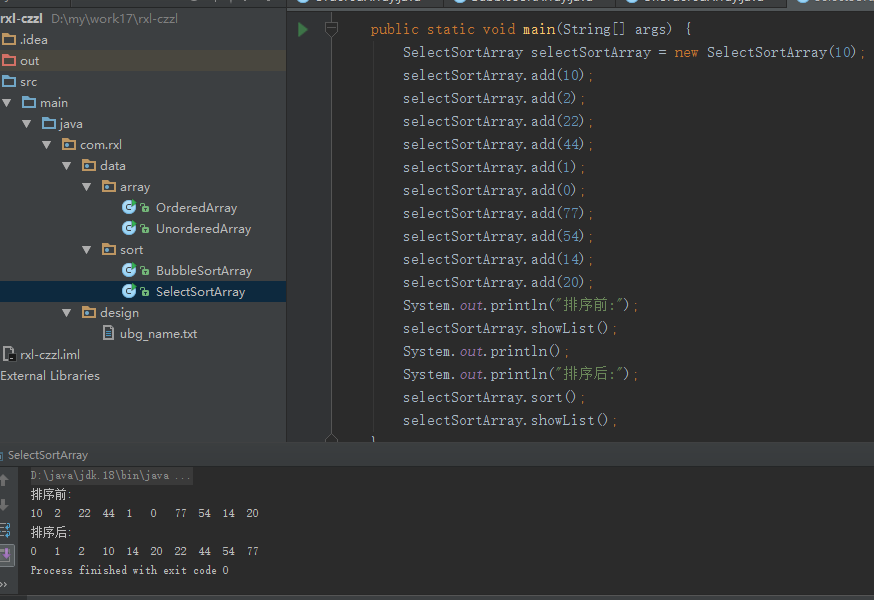 rxl-czzl D:\my\work17\rxl-czzl
.idea
out
src
main
java
com.rxl
data
array
OrderedArray
UnorderedArray
sort
BubbleSortArray
SelectSortArray
design
ubg_name.txt
rxl-czzl.iml
External Libraries
public static void main(String[] args) {
SelectSortArray selectSortArray = new SelectSortArray(10);
selectSortArray.add(10);
selectSortArray.add(2);
selectSortArray.add(22);
selectSortArray.add(44);
selectSortArray.add(1);
selectSortArray.add(0);
selectSortArray.add(77);
selectSortArray.add(54);
selectSortArray.add(14);
selectSortArray.add(20);
System.out.println("排序前:");
selectSortArray.showList();
System.out.println();
System.out.println("排序后:");
selectSortArray.sort();
selectSortArray.showList();
}
SelectSortArray
D:\java\jdk.18\bin\java ...
排序前:
10 2 22 44 1 0 77 54 14 20
排序后:
0 1 2 10 14 20 22 44 54 77
Process finished with exit code 0